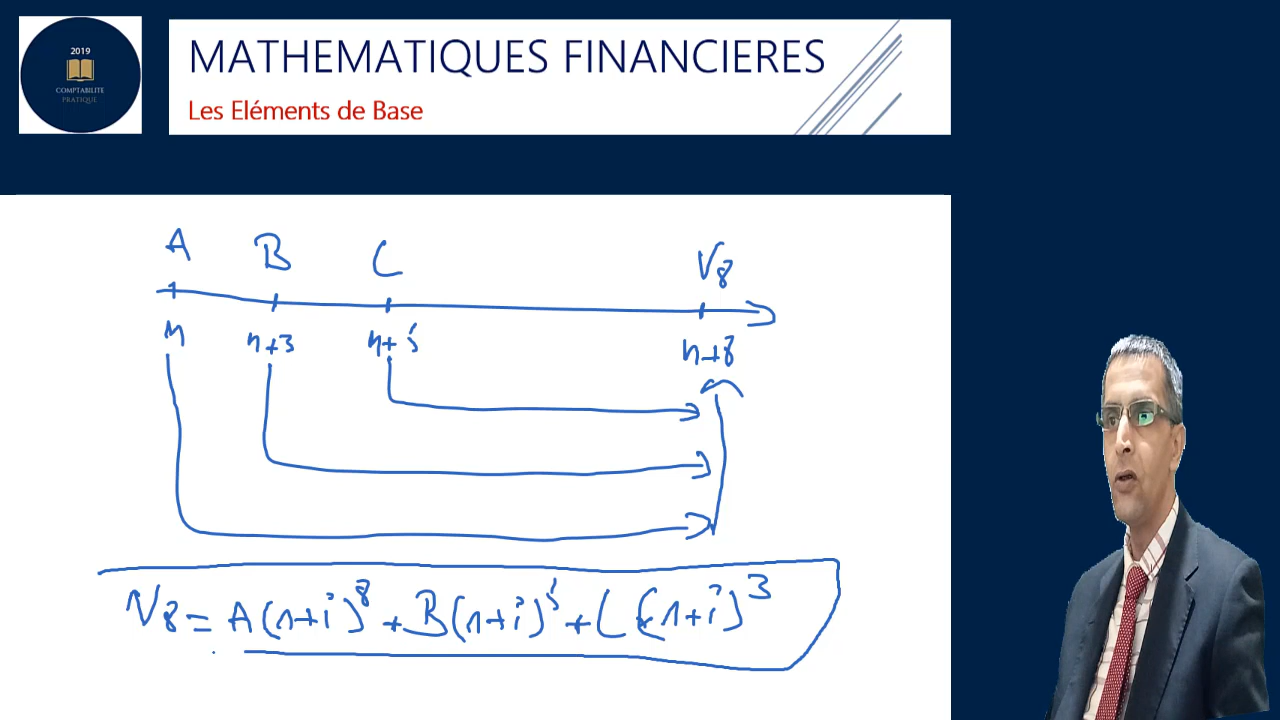 2019
COMPTABILITE
PRATIQUE
MATHEMATIQUES FINANCIERES
Les Eléments de Base
A B C V8
n n+3 n+5 n+8
V8 = A(1+i)^8 + B(1+i)^5 + C(1+i)^3